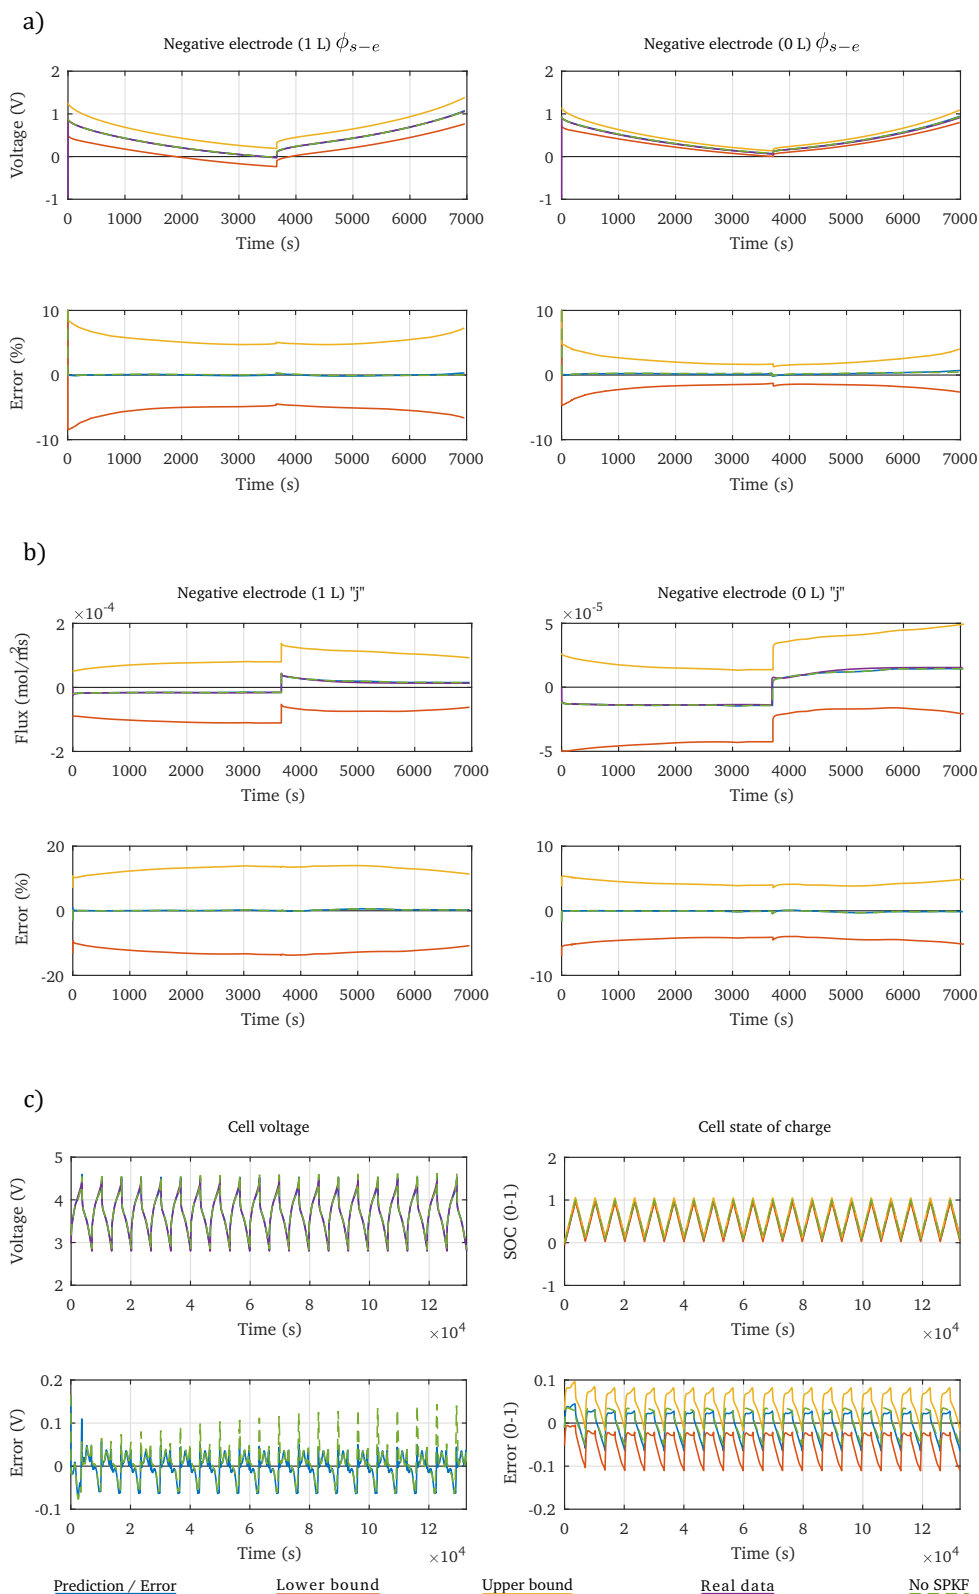 a)
Negative electrode (1 L) ϕs−e
Negative electrode (0 L) ϕs−e
Voltage (V)
2
1
0
-1
0 1000 2000 3000 4000 5000 6000 7000
Time (s)
2
1
0
-1
0 1000 2000 3000 4000 5000 6000 7000
Time (s)
Error (%)
10
0
-10
0 1000 2000 3000 4000 5000 6000 7000
Time (s)
10
5
0
-5
-10
0 1000 2000 3000 4000 5000 6000 7000
Time (s)
b)
Negative electrode (1 L) "j"
Negative electrode (0 L) "j"
Flux (mol/m²s)
×10-4
2
0
-2
0 1000 2000 3000 4000 5000 6000 7000
Time (s)
×10-5
5
0
-5
0 1000 2000 3000 4000 5000 6000 7000
Time (s)
Error (%)
20
0
-20
0 1000 2000 3000 4000 5000 6000 7000
Time (s)
10
0
-10
0 1000 2000 3000 4000 5000 6000 7000
Time (s)
c)
Cell voltage
Cell state of charge
Voltage (V)
5
4
3
2
0 2 4 6 8 10 12
Time (s)
×10⁴
SOC (0-1)
2
1
0
-1
0 2 4 6 8 10 12
Time (s)
×10⁴
Error (V)
0.2
0.1
0
-0.1
0 2 4 6 8 10 12
Time (s)
×10⁴
Error (0-1)
0.1
0
-0.1
-0.2
0 2 4 6 8 10 12
Time (s)
×10⁴
Prediction / Error Lower bound Upper bound Real data No SPKF